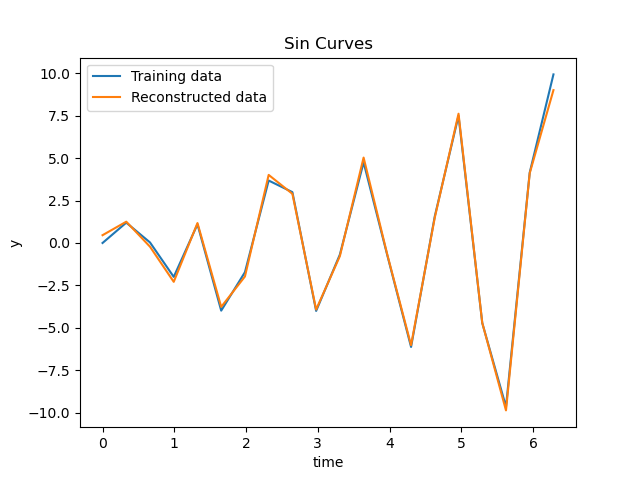 Sin Curves
Training data
Reconstructed data
10.0
7.5
5.0
2.5
0.0
−2.5
−5.0
−7.5
−10.0
y
0 1 2 3 4 5 6
time